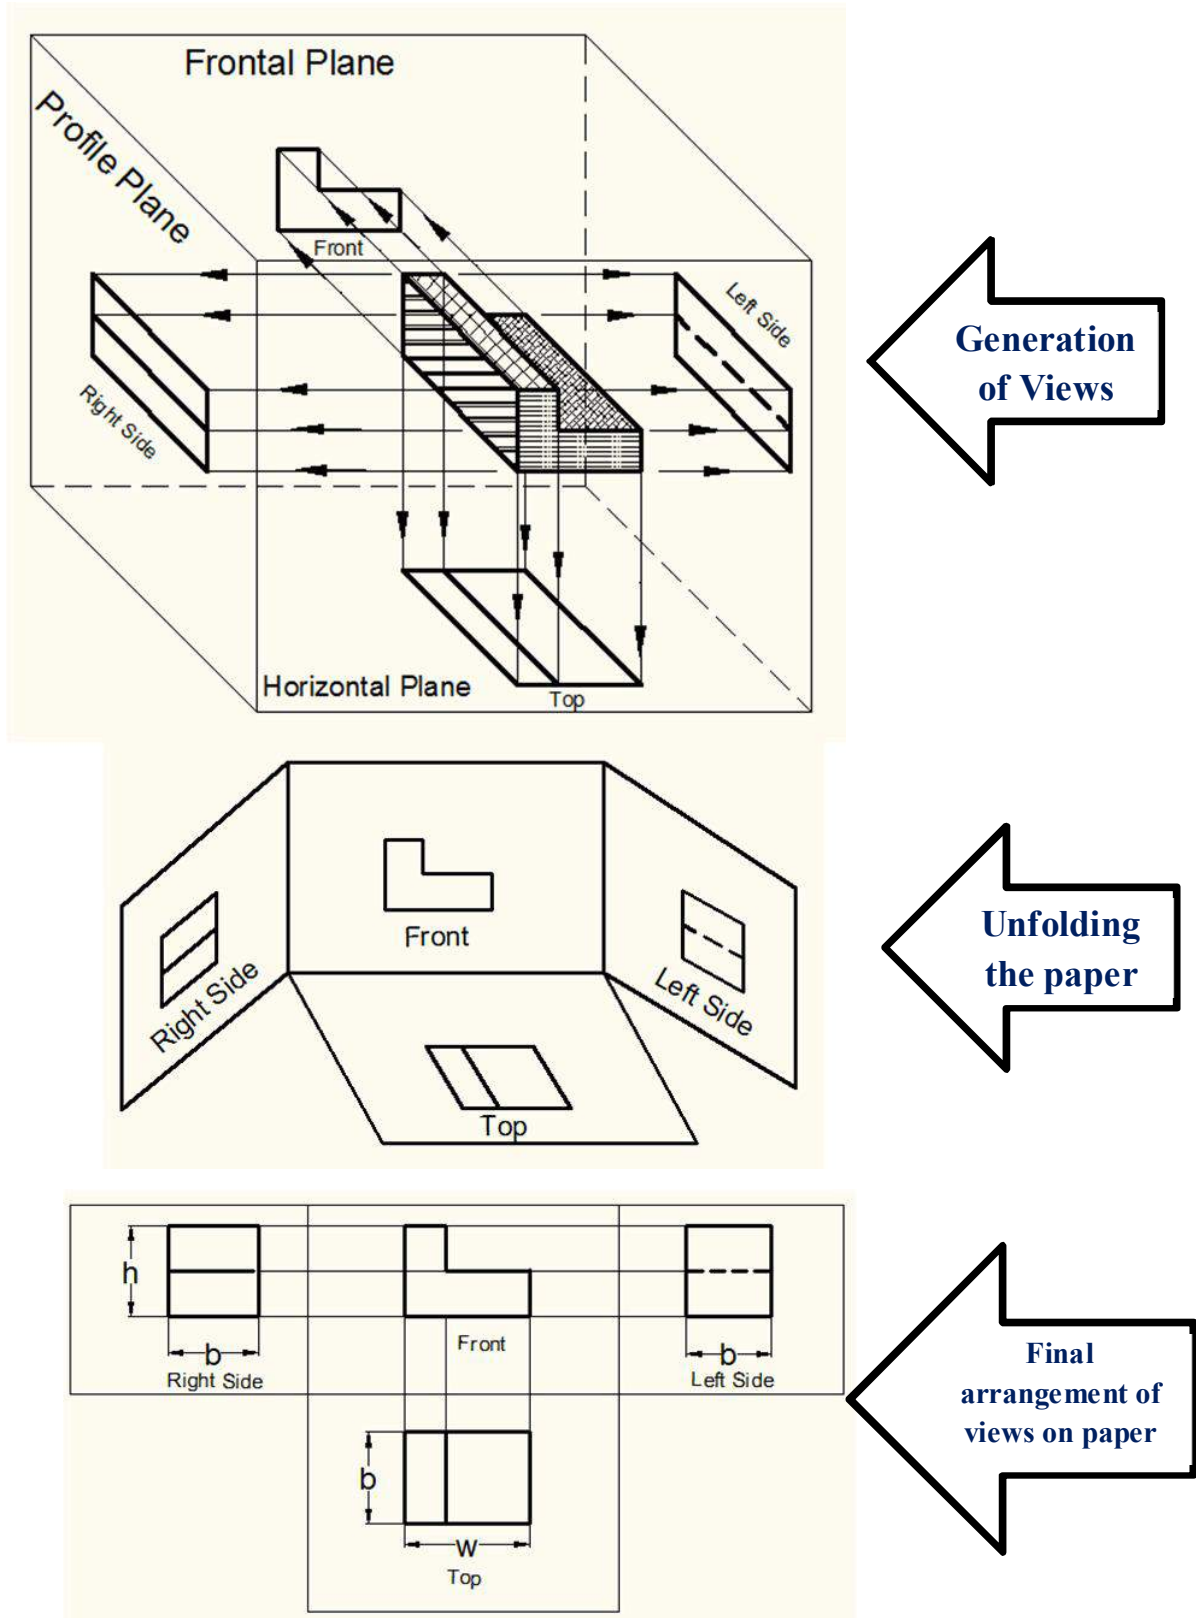 Frontal Plane
Profile Plane
Front
Left Side
Right Side
Horizontal Plane
Top
Generation
of Views
Front
Right Side
Left Side
Top
Unfolding
the paper
h
b
Right Side
Front
b
Left Side
b
w
Top
Final
arrangement of
views on paper